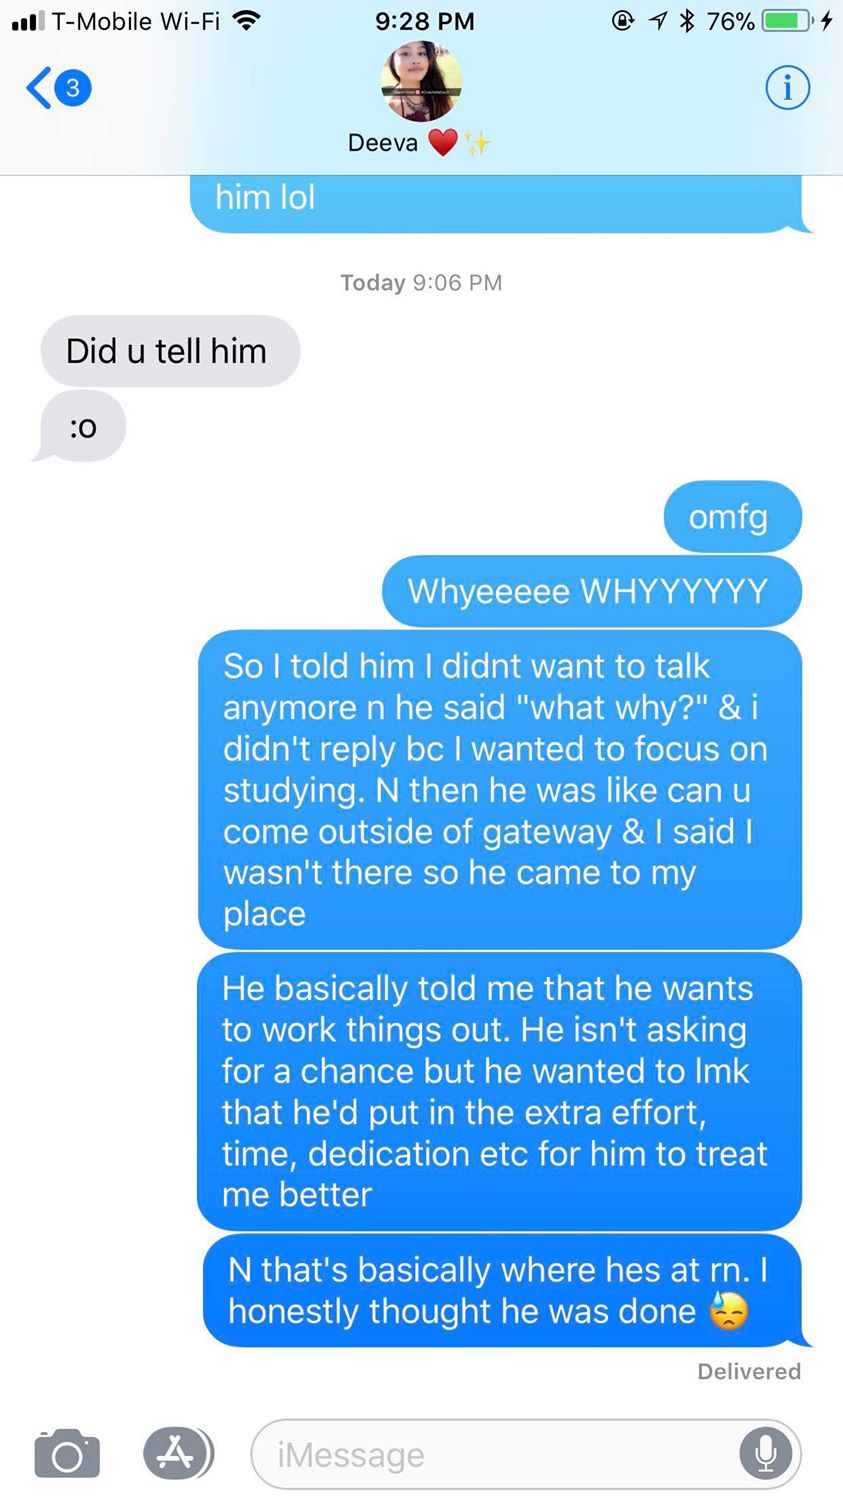 T-Mobile Wi-Fi 9:28 PM 76%
3
Deeva ❤️✨
him lol
Today 9:06 PM
Did u tell him
:o
omfg
Whyeeeee WHYYYYYY
So I told him I didnt want to talk
anymore n he said "what why?" & i
didn't reply bc I wanted to focus on
studying. N then he was like can u
come outside of gateway & I said I
wasn't there so he came to my
place
He basically told me that he wants
to work things out. He isn't asking
for a chance but he wanted to lmk
that he'd put in the extra effort,
time, dedication etc for him to treat
me better
N that's basically where hes at rn. I
honestly thought he was done 😓
Delivered
iMessage